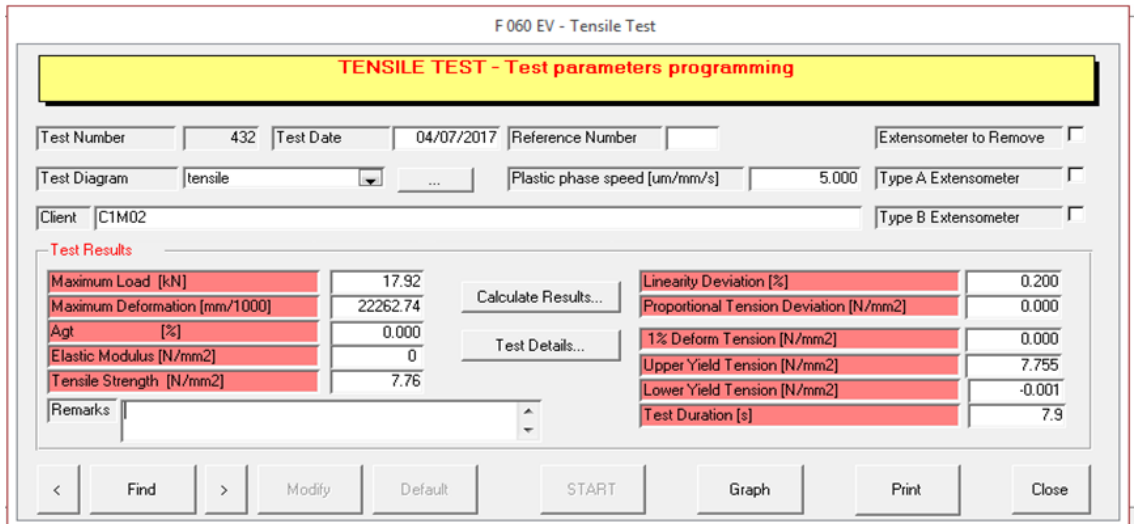 F 060 EV - Tensile Test
TENSILE TEST - Test parameters programming
Test Number 432 Test Date 04/07/2017 Reference Number Extensometer to Remove
Test Diagram tensile ... Plastic phase speed [um/mm/s] 5.000 Type A Extensometer
Client C1M02 Type B Extensometer
Test Results
Maximum Load [kN] 17.92 Calculate Results... Linearity Deviation [%] 0.200
Maximum Deformation [mm/1000] 22262.74 Proportional Tension Deviation [N/mm2] 0.000
Agt [%] 0.000 Test Details... 1% Deform Tension [N/mm2] 0.000
Elastic Modulus [N/mm2] 0 Upper Yield Tension [N/mm2] 7.755
Tensile Strength [N/mm2] 7.76 Lower Yield Tension [N/mm2] -0.001
Remarks Test Duration [s] 7.9
< Find > Modify Default START Graph Print Close